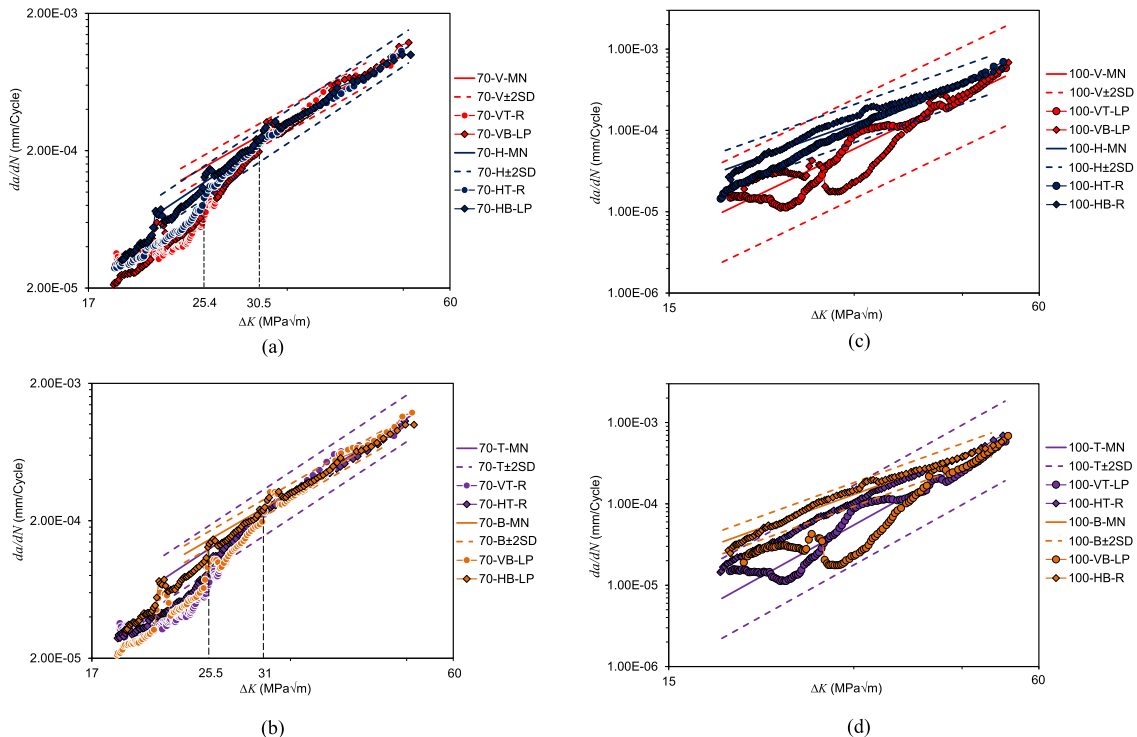 2.00E-03
2.00E-04
2.00E-05
da/dN (mm/Cycle)
17
25.4
30.5
60
ΔK (MPa√m)
70-V-MN
70-V±2SD
70-VT-R
70-VB-LP
70-H-MN
70-H±2SD
70-HT-R
70-HB-LP
(a)
1.00E-03
1.00E-04
1.00E-05
1.00E-06
da/dN (mm/Cycle)
15
60
ΔK (MPa√m)
100-V-MN
100-V±2SD
100-VT-LP
100-VB-LP
100-H-MN
100-H±2SD
100-HT-R
100-HB-R
(c)
2.00E-03
2.00E-04
2.00E-05
da/dN (mm/Cycle)
17
25.5
31
60
ΔK (MPa√m)
70-T-MN
70-T±2SD
70-VT-R
70-HT-R
70-B-MN
70-B±2SD
70-VB-LP
70-HB-LP
(b)
1.00E-03
1.00E-04
1.00E-05
1.00E-06
da/dN (mm/Cycle)
15
60
ΔK (MPa√m)
100-T-MN
100-T±2SD
100-VT-LP
100-HT-R
100-B-MN
100-B±2SD
100-VB-LP
100-HB-R
(d)